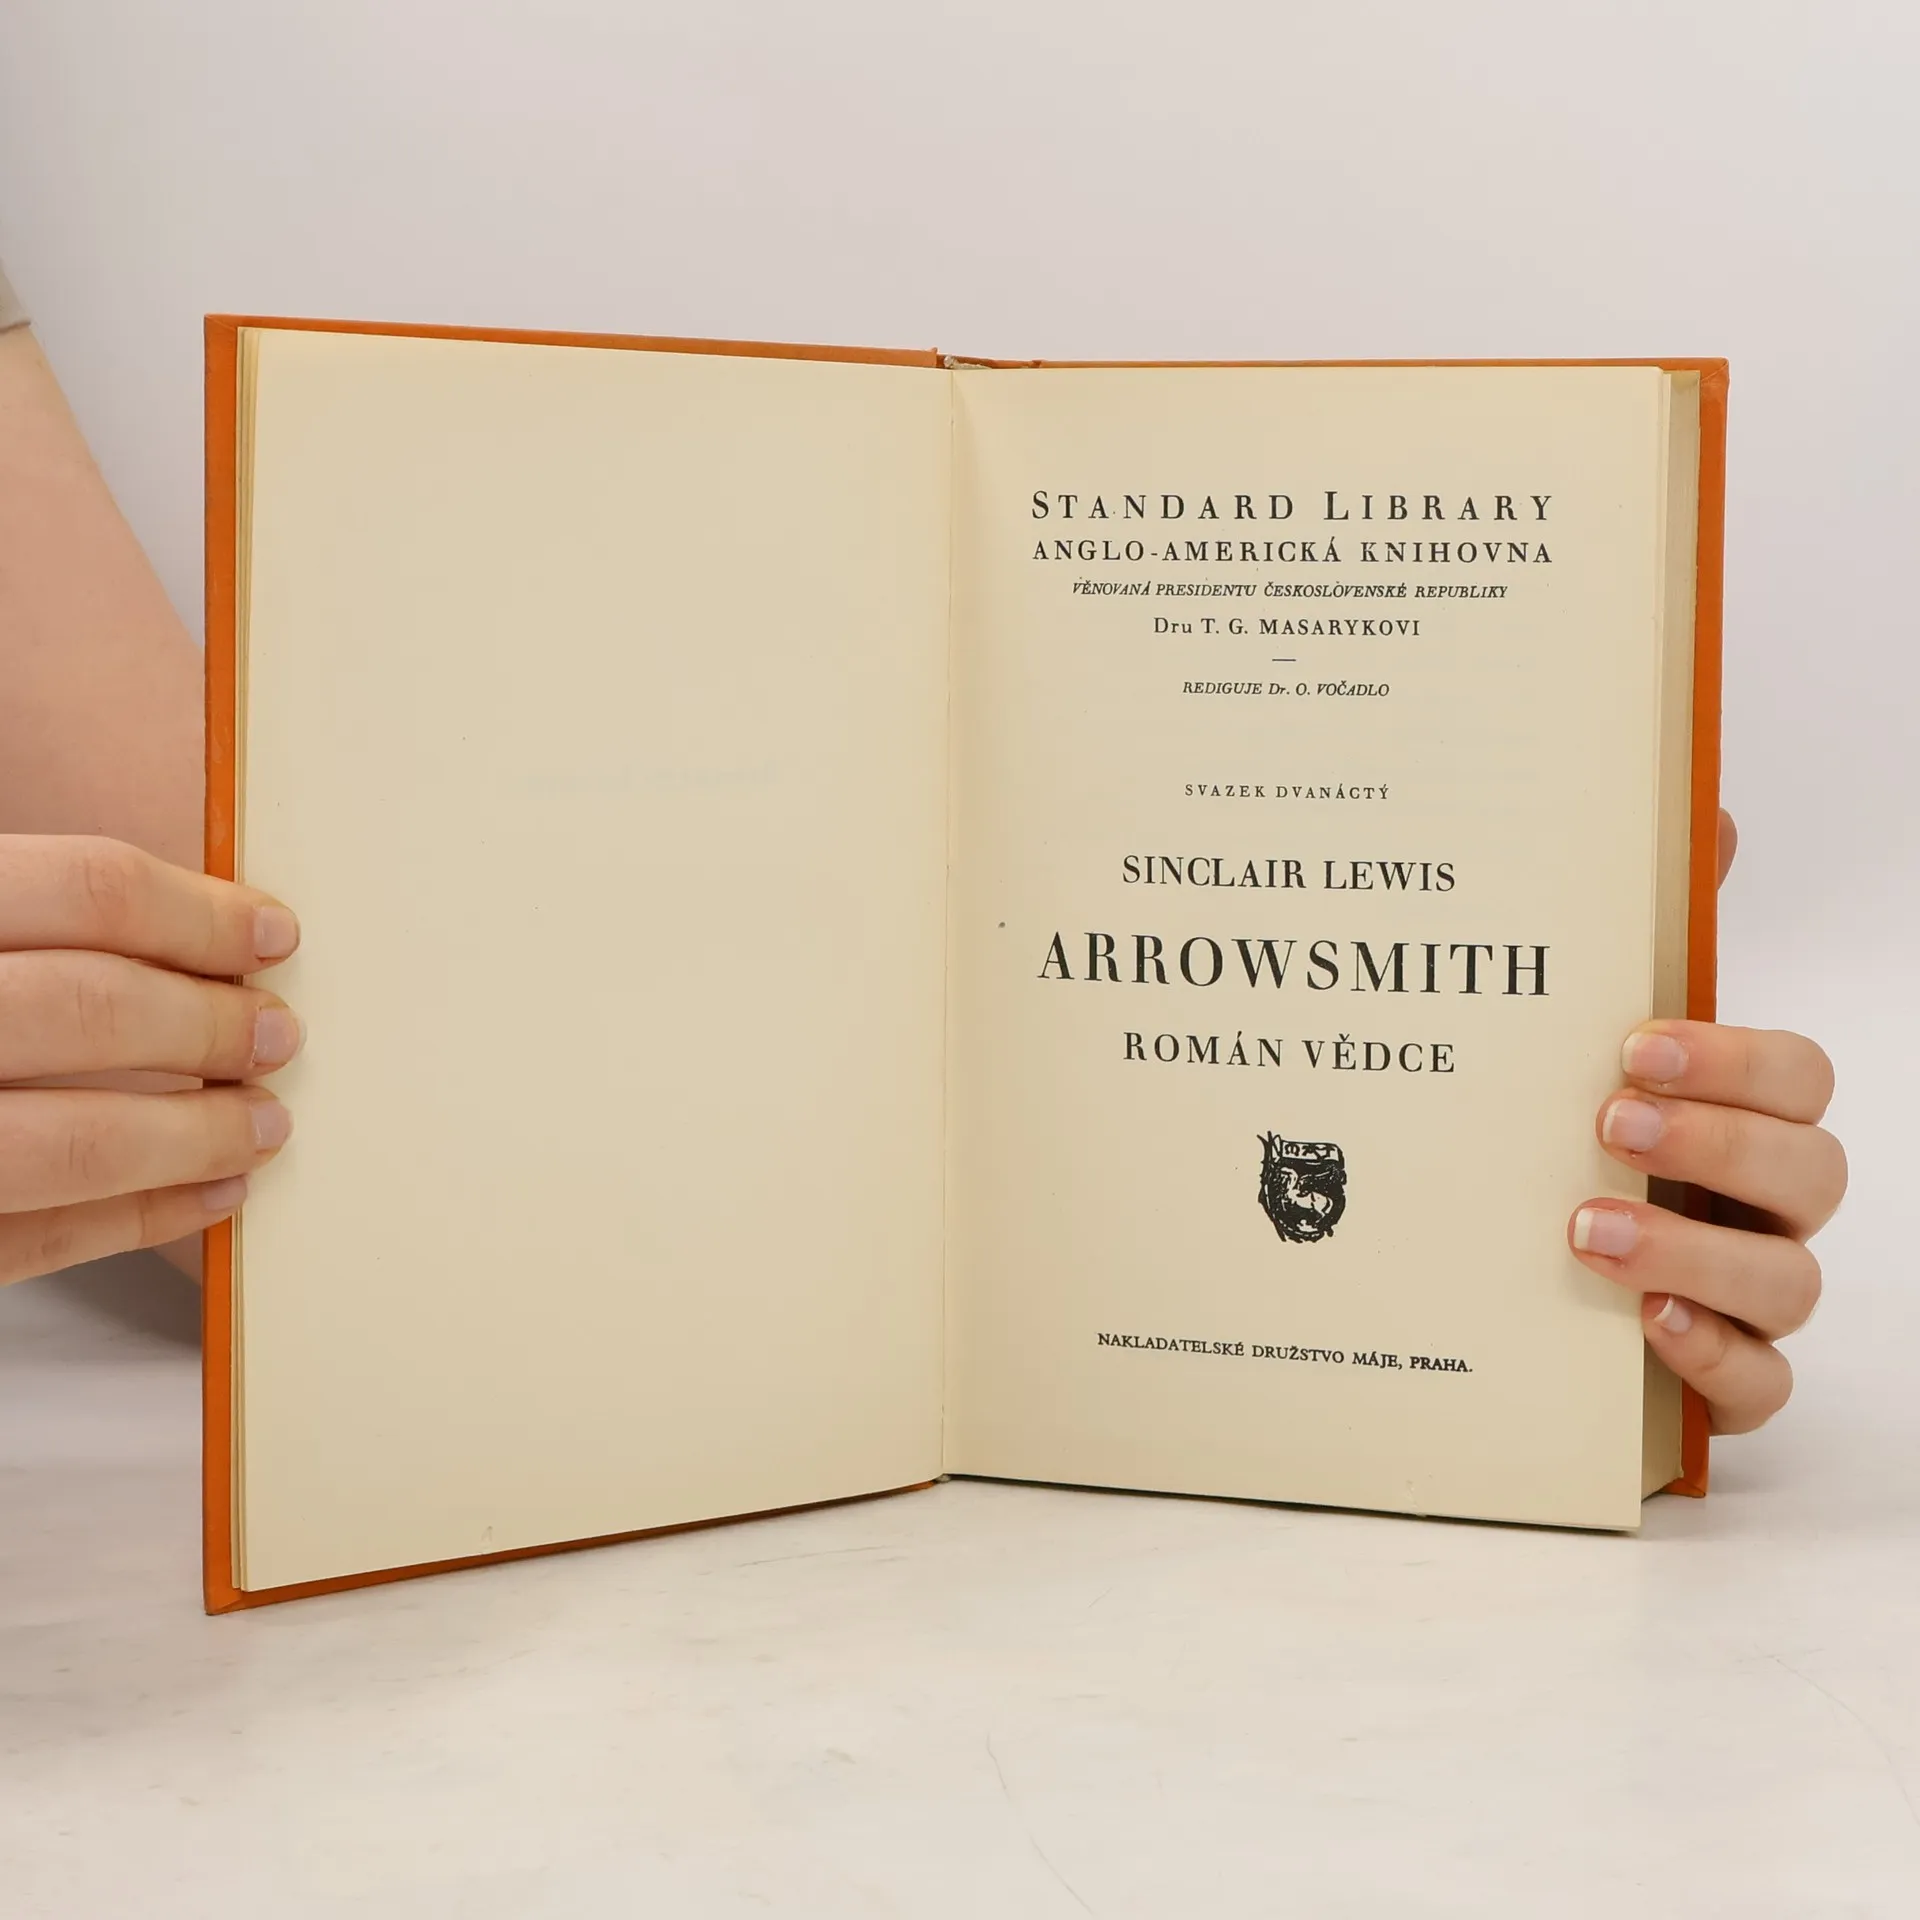 STANDARD LIBRARY
ANGLO-AMERICKÁ KNIHOVNA
VĚNOVANÁ PRESIDENTU ČESKOSLOVENSKÉ REPUBLIKY
Dru T. G. MASARYKOVI
REDIGUJE Dr. O. VOČADLO
SVAZEK DVANÁCTÝ
SINCLAIR LEWIS
ARROWSMITH
ROMÁN VĚDCE
NAKLADATELSKÉ DRUŽSTVO MÁJE, PRAHA.